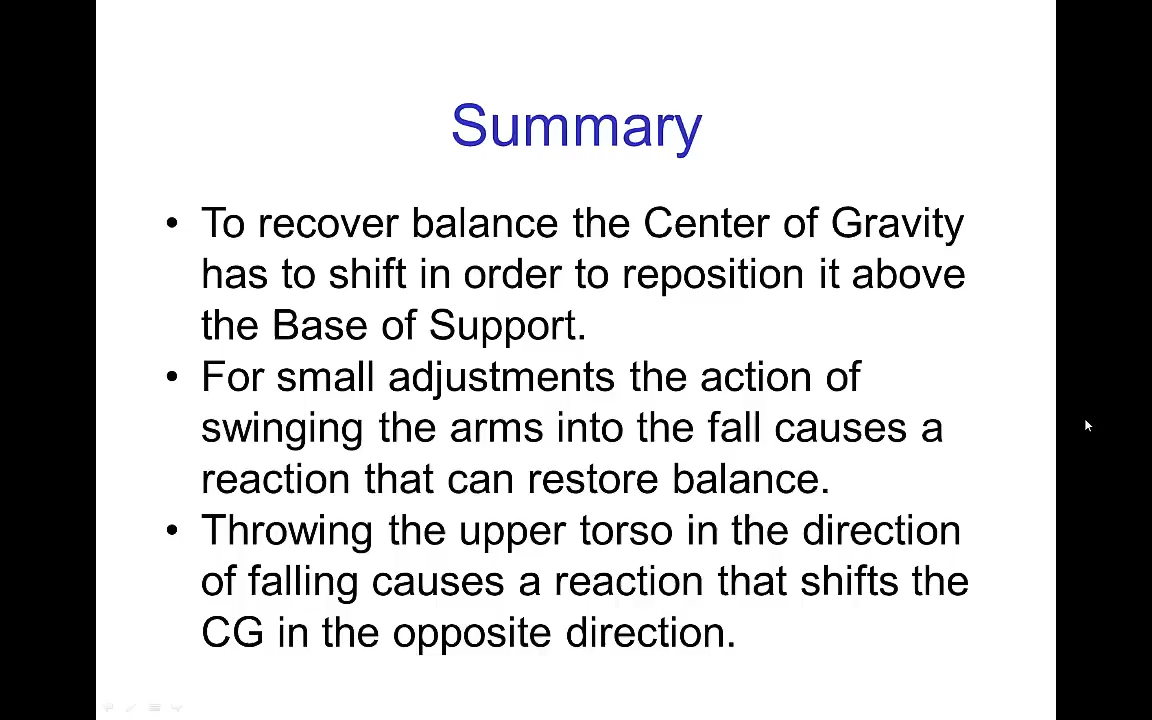 Summary
• To recover balance the Center of Gravity
has to shift in order to reposition it above
the Base of Support.
• For small adjustments the action of
swinging the arms into the fall causes a
reaction that can restore balance.
• Throwing the upper torso in the direction
of falling causes a reaction that shifts the
CG in the opposite direction.